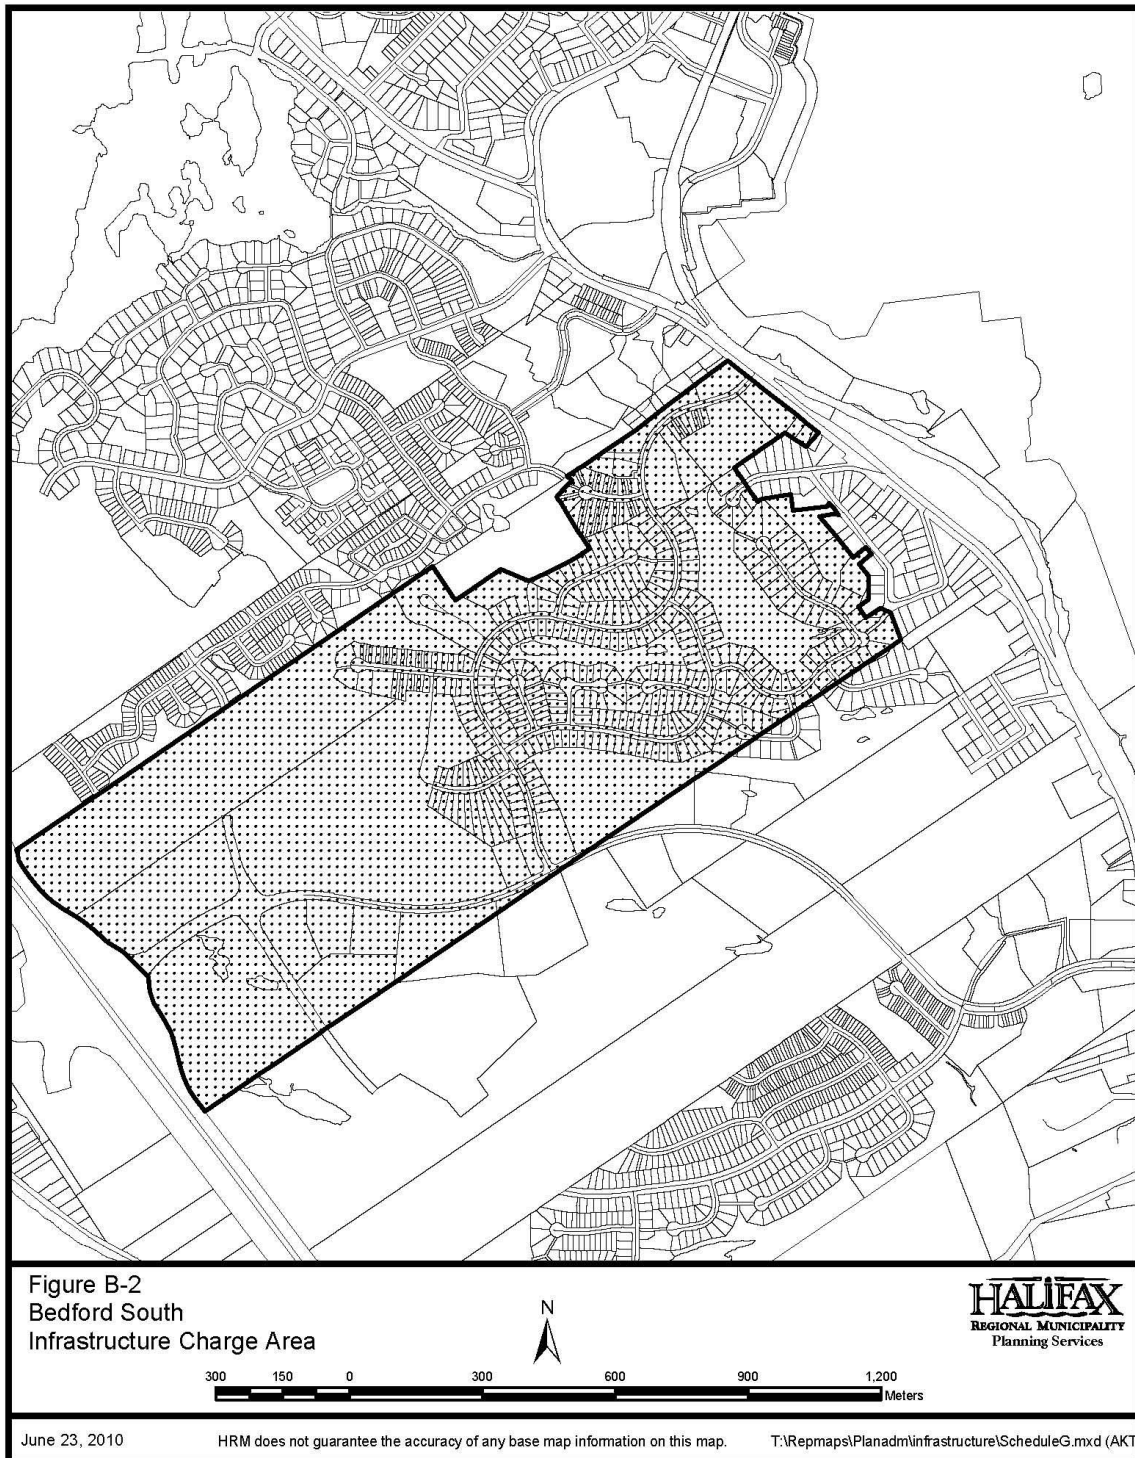 Figure B-2
Bedford South
Infrastructure Charge Area
N
HALIFAX
REGIONAL MUNICIPALITY
Planning Services
300 150 0 300 600 900 1,200
Meters
June 23, 2010
HRM does not guarantee the accuracy of any base map information on this map.
T:\Repmaps\Planadm\infrastructure\ScheduleG.mxd (AKT